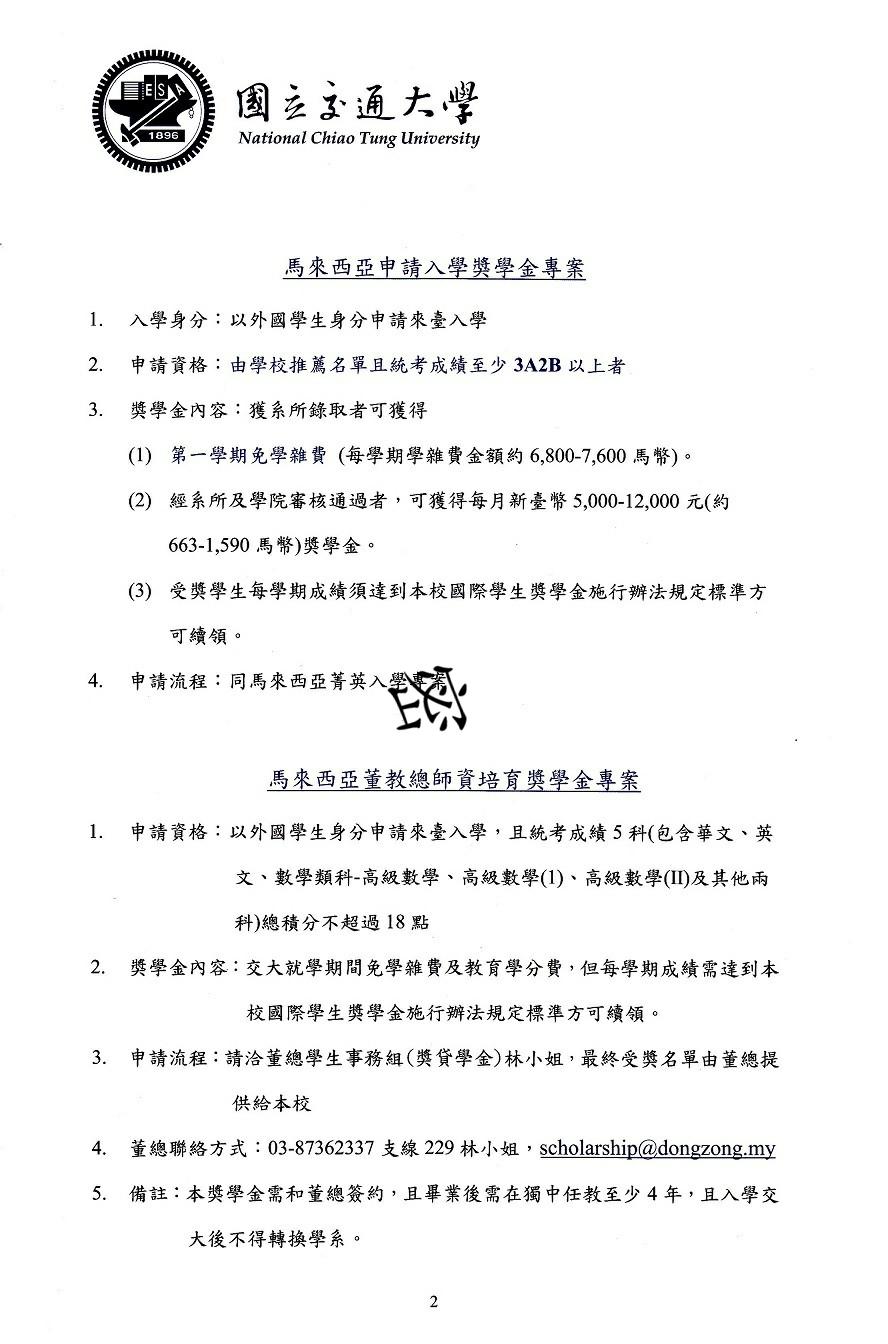 ESA
1896
國立交通大學
National Chiao Tung University
馬來西亞申請入學獎學金專案
1. 入學身分：以外國學生身分申請來臺入學
2. 申請資格：由學校推薦名單且統考成績至少 3A2B 以上者
3. 獎學金內容：獲系所錄取者可獲得
(1) 第一學期免學雜費 (每學期學雜費金額約 6,800-7,600 馬幣)。
(2) 經系所及學院審核通過者，可獲得每月新臺幣 5,000-12,000 元(約
663-1,590 馬幣)獎學金。
(3) 受獎學生每學期成績須達到本校國際學生獎學金施行辦法規定標準方
可續領。
4. 申請流程：同馬來西亞菁英入學專案
馬來西亞董教總師資培育獎學金專案
1. 申請資格：以外國學生身分申請來臺入學，且統考成績 5 科(包含華文、英
文、數學類科-高級數學、高級數學(1)、高級數學(II)及其他兩
科)總積分不超過 18 點
2. 獎學金內容：交大就學期間免學雜費及教育學分費，但每學期成績需達到本
校國際學生獎學金施行辦法規定標準方可續領。
3. 申請流程：請洽董總學生事務組(獎貸學金)林小姐，最終受獎名單由董總提
供給本校
4. 董總聯絡方式：03-87362337 支線 229 林小姐，scholarship@dongzong.my
5. 備註：本獎學金需和董總簽約，且畢業後需在獨中任教至少 4 年，且入學交
大後不得轉換學系。
2